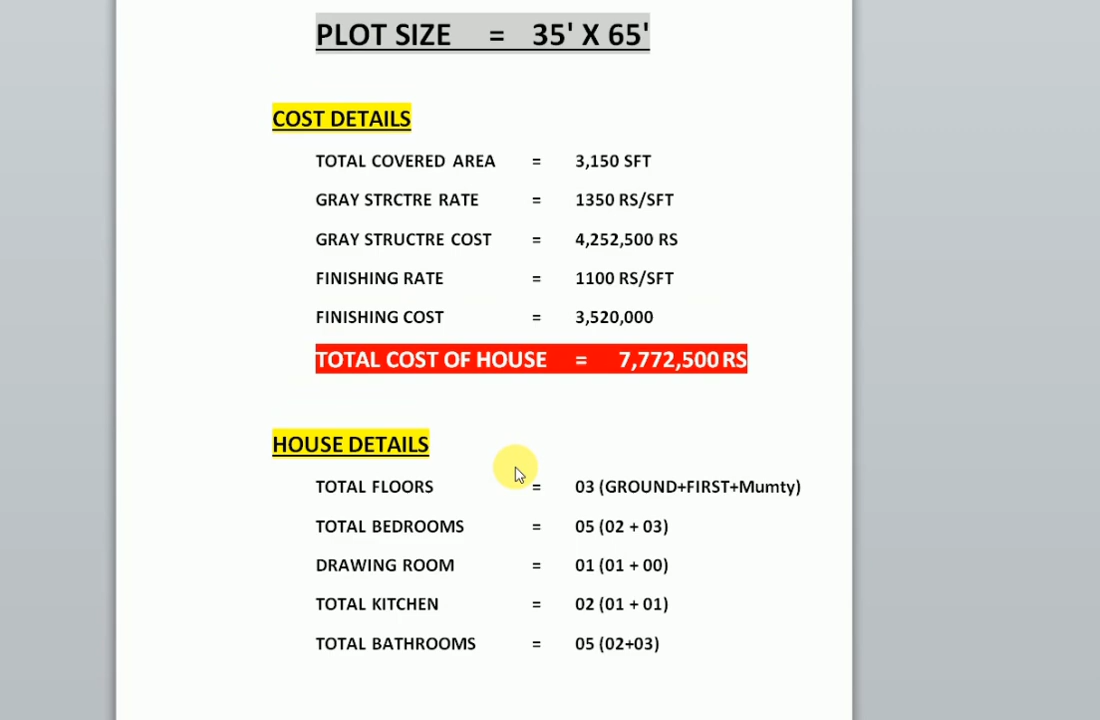 PLOT SIZE = 35' X 65'
COST DETAILS
TOTAL COVERED AREA = 3,150 SFT
GRAY STRCTRE RATE = 1350 RS/SFT
GRAY STRUCTRE COST = 4,252,500 RS
FINISHING RATE = 1100 RS/SFT
FINISHING COST = 3,520,000
TOTAL COST OF HOUSE = 7,772,500 RS
HOUSE DETAILS
TOTAL FLOORS = 03 (GROUND+FIRST+Mumty)
TOTAL BEDROOMS = 05 (02 + 03)
DRAWING ROOM = 01 (01 + 00)
TOTAL KITCHEN = 02 (01 + 01)
TOTAL BATHROOMS = 05 (02+03)